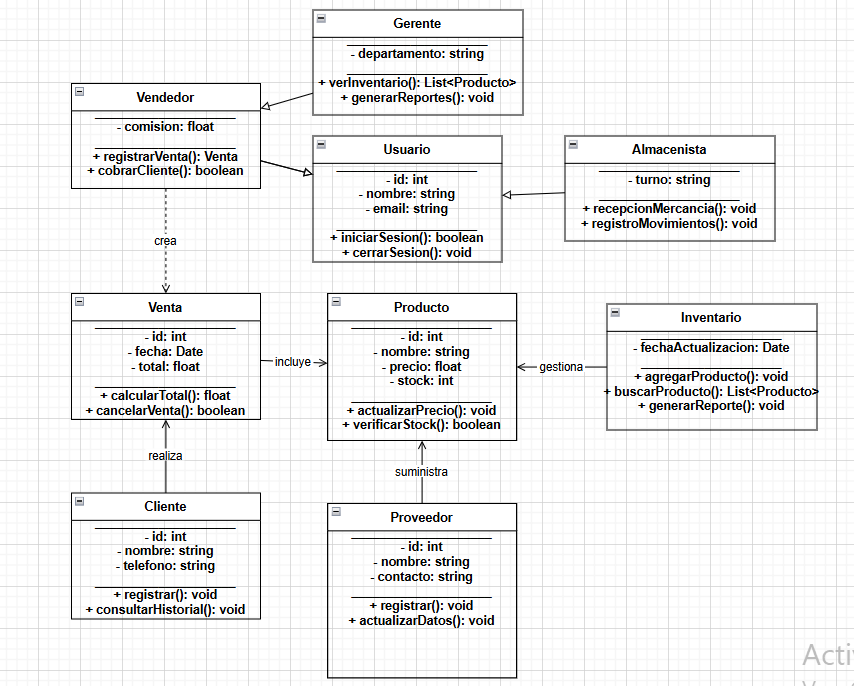 Gerente
- departamento: string
+ verInventario(): List<Producto>
+ generarReportes(): void
Vendedor
- comision: float
+ registrarVenta(): Venta
+ cobrarCliente(): boolean
Usuario
- id: int
- nombre: string
- email: string
+ iniciarSesion(): boolean
+ cerrarSesion(): void
Almacenista
- turno: string
+ recepcionMercancia(): void
+ registroMovimientos(): void
crea
Venta
- id: int
- fecha: Date
- total: float
+ calcularTotal(): float
+ cancelarVenta(): boolean
incluye
Producto
- id: int
- nombre: string
- precio: float
- stock: int
+ actualizarPrecio(): void
+ verificarStock(): boolean
gestiona
Inventario
- fechaActualizacion: Date
+ agregarProducto(): void
+ buscarProducto(): List<Producto>
+ generarReporte(): void
realiza
suministra
Cliente
- id: int
- nombre: string
- telefono: string
+ registrar(): void
+ consultarHistorial(): void
Proveedor
- id: int
- nombre: string
- contacto: string
+ registrar(): void
+ actualizarDatos(): void
Acti